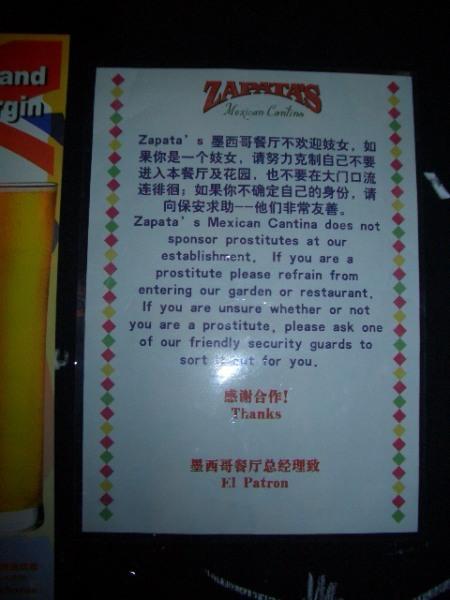 and
rgin
ZAPATA'S
Mexican Cantina
Zapata's 墨西哥餐厅不欢迎妓女，如
果你是一个妓女，请努力克制自己不要
进入本餐厅及花园，也不要在大门口流
连徘徊；如果你不确定自己的身份，请
向保安求助--他们非常友善。
Zapata's Mexican Cantina does not
sponsor prostitutes at our
establishment. If you are a
prostitute please refrain from
entering our garden or restaurant.
If you are unsure whether or not
you are a prostitute, please ask one
of our friendly security guards to
sort it out for you.
感谢合作!
Thanks
墨西哥餐厅总经理致
El Patron